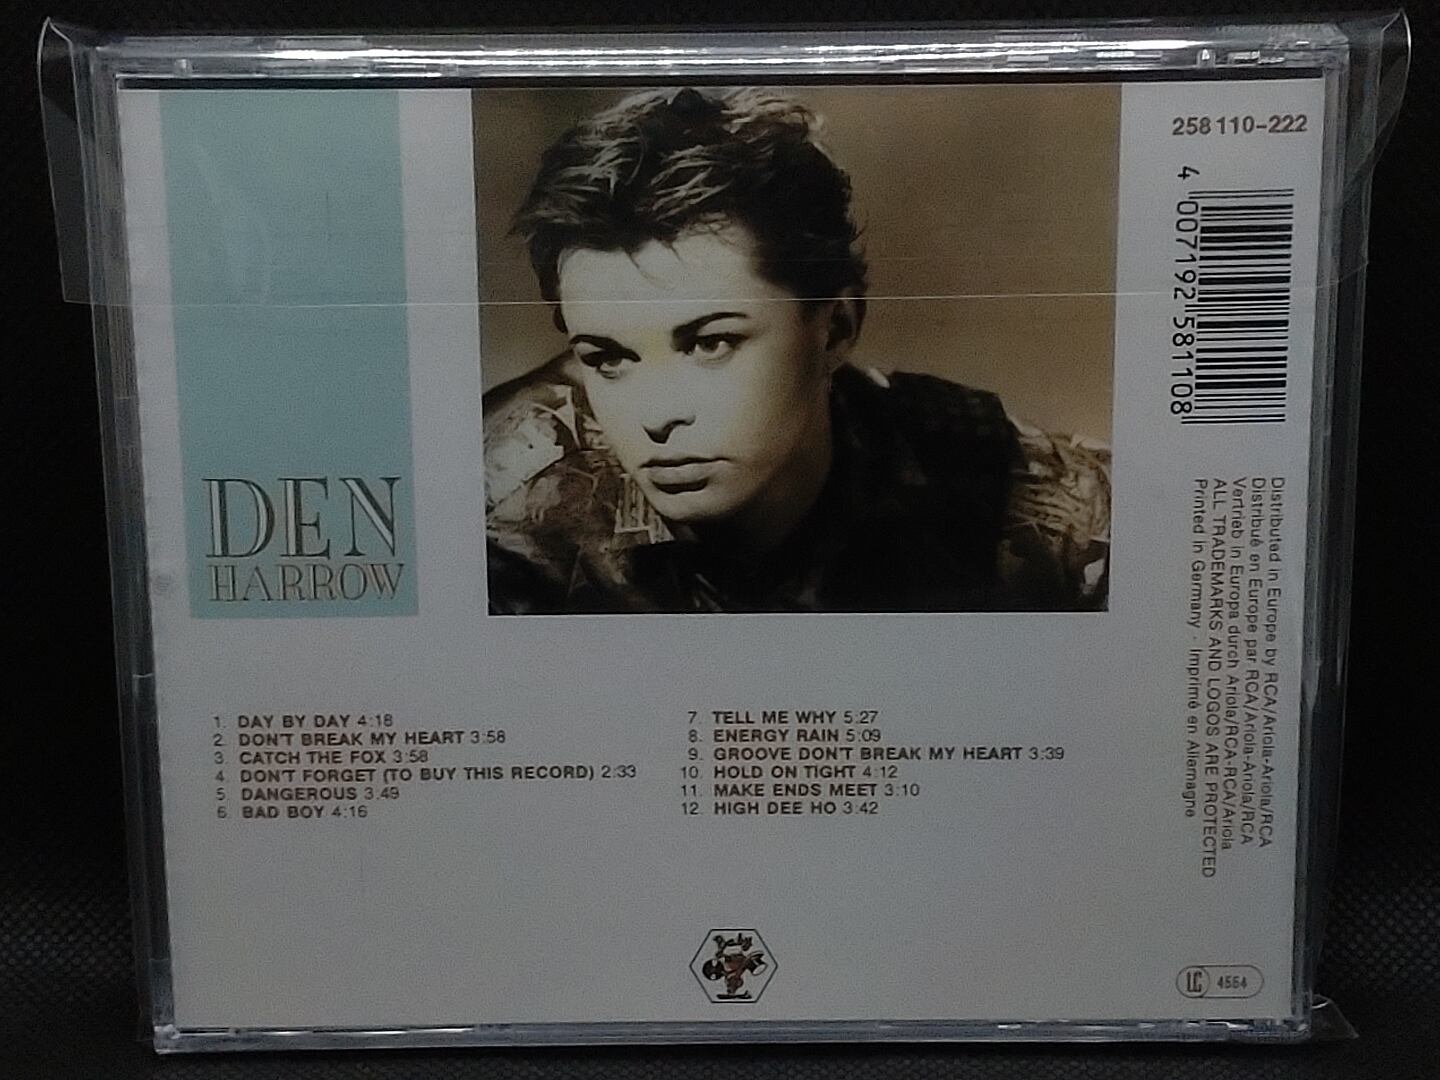 258 110-222
4 007192 581108
DEN
HARROW
1. DAY BY DAY 4:18
2. DON'T BREAK MY HEART 3:58
3. CATCH THE FOX 3:58
4. DON'T FORGET (TO BUY THIS RECORD) 2:33
5. DANGEROUS 3:49
6. BAD BOY 4:16
7. TELL ME WHY 5:27
8. ENERGY RAIN 5:09
9. GROOVE DON'T BREAK MY HEART 3:39
10. HOLD ON TIGHT 4:12
11. MAKE ENDS MEET 3:10
12. HIGH DEE HO 3:42
Distributed in Europe by RCA/Ariola-Ariola/RCA
Distribué en Europe par RCA/Ariola-Ariola/RCA
Vertrieb in Europa durch Ariola/RCA-RCA/Ariola
ALL TRADEMARKS AND LOGOS ARE PROTECTED
Printed in Germany · Imprimé en Allemagne
Baby
LC 4564